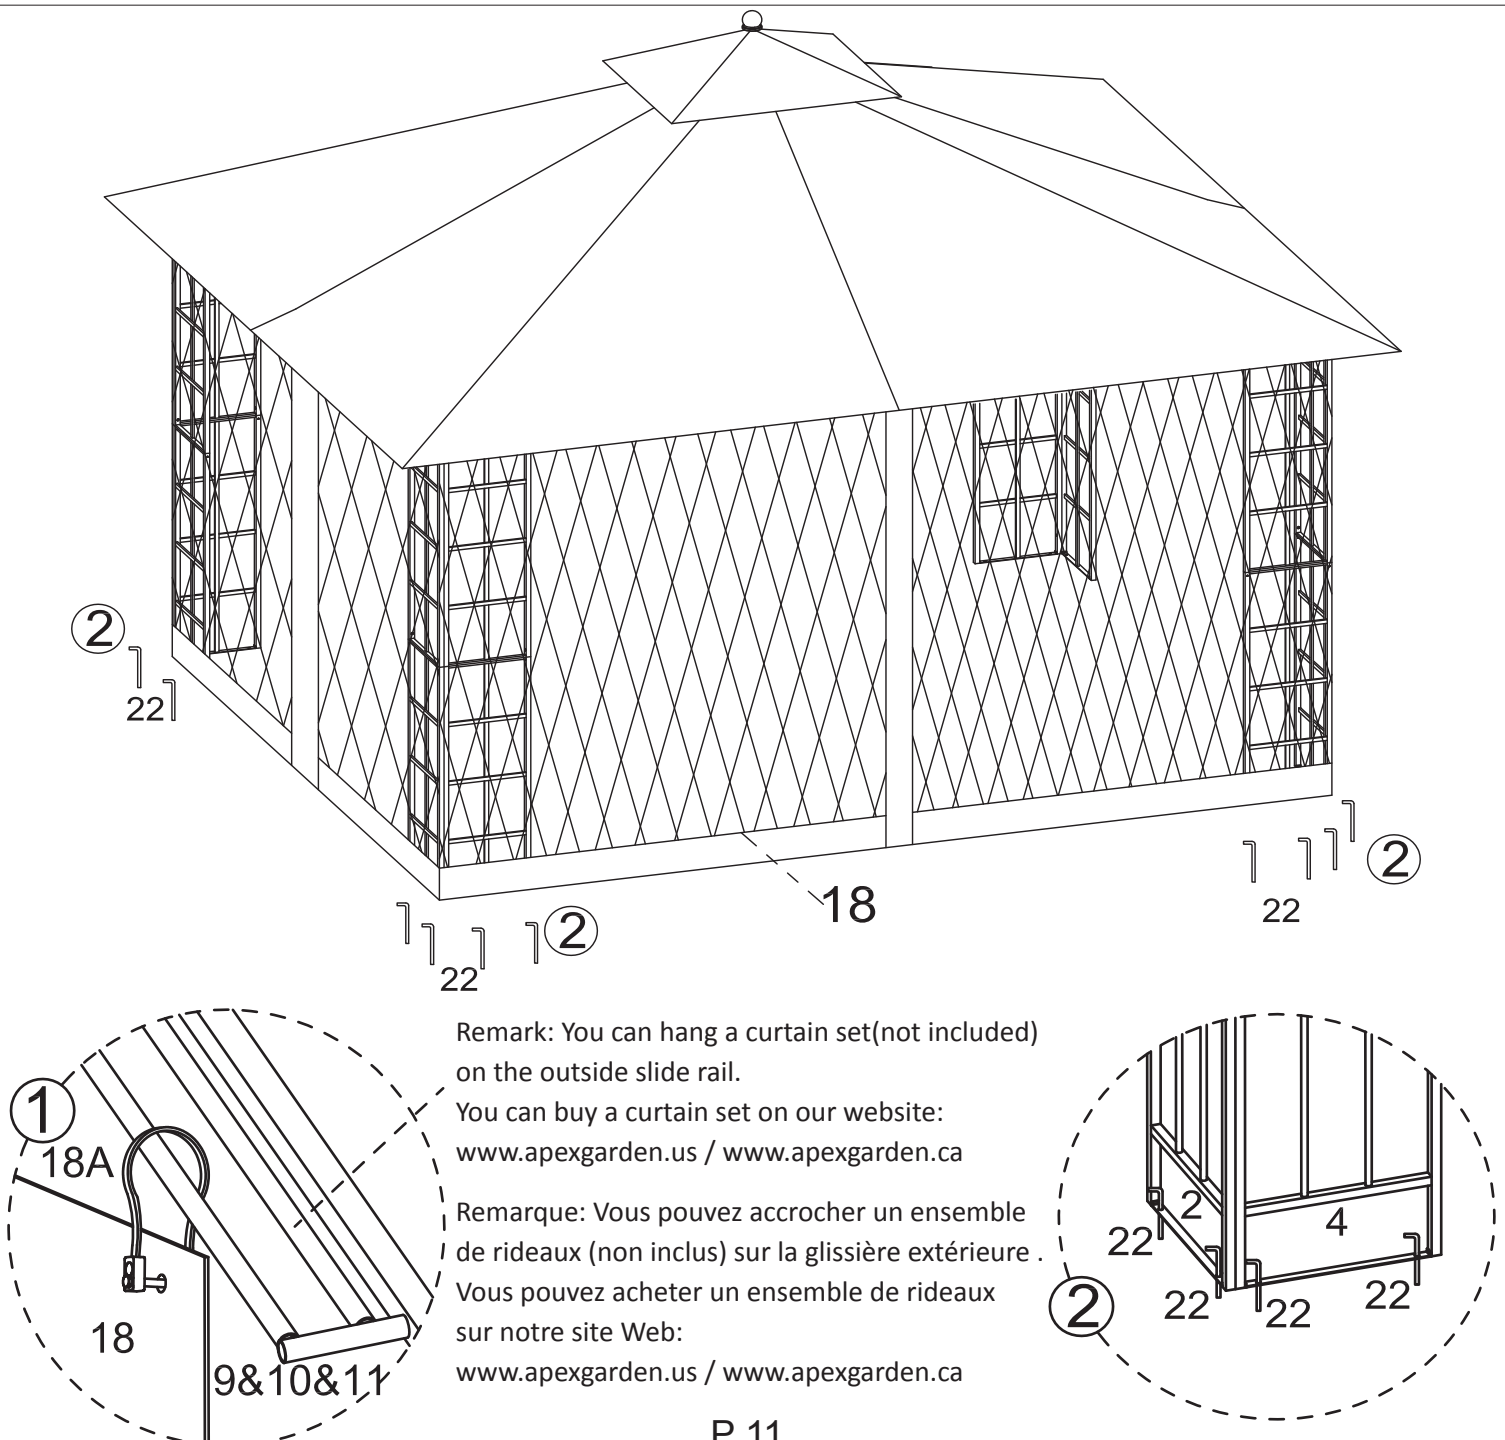 2
22
2
22
18
2
22
Remark: You can hang a curtain set(not included)
on the outside slide rail.
You can buy a curtain set on our website:
www.apexgarden.us / www.apexgarden.ca
Remarque: Vous pouvez accrocher un ensemble
de rideaux (non inclus) sur la glissière extérieure .
Vous pouvez acheter un ensemble de rideaux
sur notre site Web:
www.apexgarden.us / www.apexgarden.ca
1
18A
18
9&10&11
2
4
22
22
22
22
2
P 11